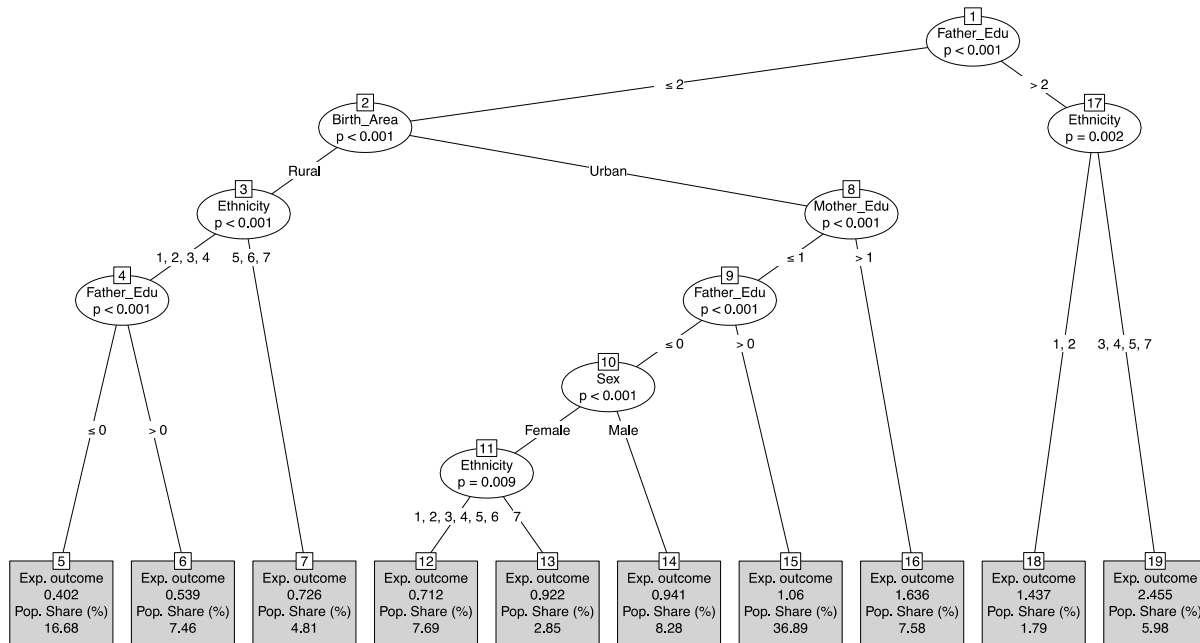 1
Father_Edu
p < 0.001
≤ 2
> 2
2
Birth_Area
p < 0.001
17
Ethnicity
p = 0.002
Rural
Urban
3
Ethnicity
p < 0.001
8
Mother_Edu
p < 0.001
1, 2, 3, 4
5, 6, 7
≤ 1
> 1
4
Father_Edu
p < 0.001
9
Father_Edu
p < 0.001
1, 2
3, 4, 5, 7
≤ 0
> 0
10
Sex
p < 0.001
≤ 0
> 0
Female
Male
11
Ethnicity
p = 0.009
1, 2, 3, 4, 5, 6
7
5
Exp. outcome
0.402
Pop. Share (%)
16.68
6
Exp. outcome
0.539
Pop. Share (%)
7.46
7
Exp. outcome
0.726
Pop. Share (%)
4.81
12
Exp. outcome
0.712
Pop. Share (%)
7.69
13
Exp. outcome
0.922
Pop. Share (%)
2.85
14
Exp. outcome
0.941
Pop. Share (%)
8.28
15
Exp. outcome
1.06
Pop. Share (%)
36.89
16
Exp. outcome
1.636
Pop. Share (%)
7.58
18
Exp. outcome
1.437
Pop. Share (%)
1.79
19
Exp. outcome
2.455
Pop. Share (%)
5.98